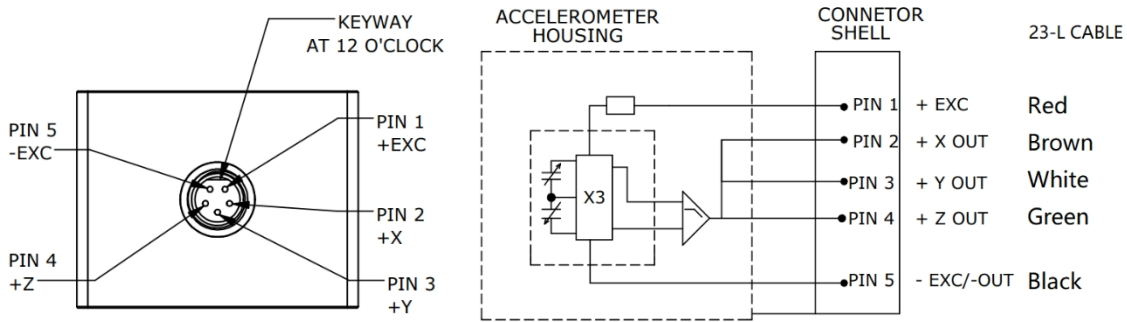 KEYWAY
AT 12 O'CLOCK
PIN 5
-EXC
PIN 1
+EXC
PIN 2
+X
PIN 4
+Z
PIN 3
+Y
ACCELEROMETER
HOUSING
CONNETOR
SHELL
23-L CABLE
X3
PIN 1 + EXC Red
PIN 2 + X OUT Brown
PIN 3 + Y OUT White
PIN 4 + Z OUT Green
PIN 5 - EXC/-OUT Black